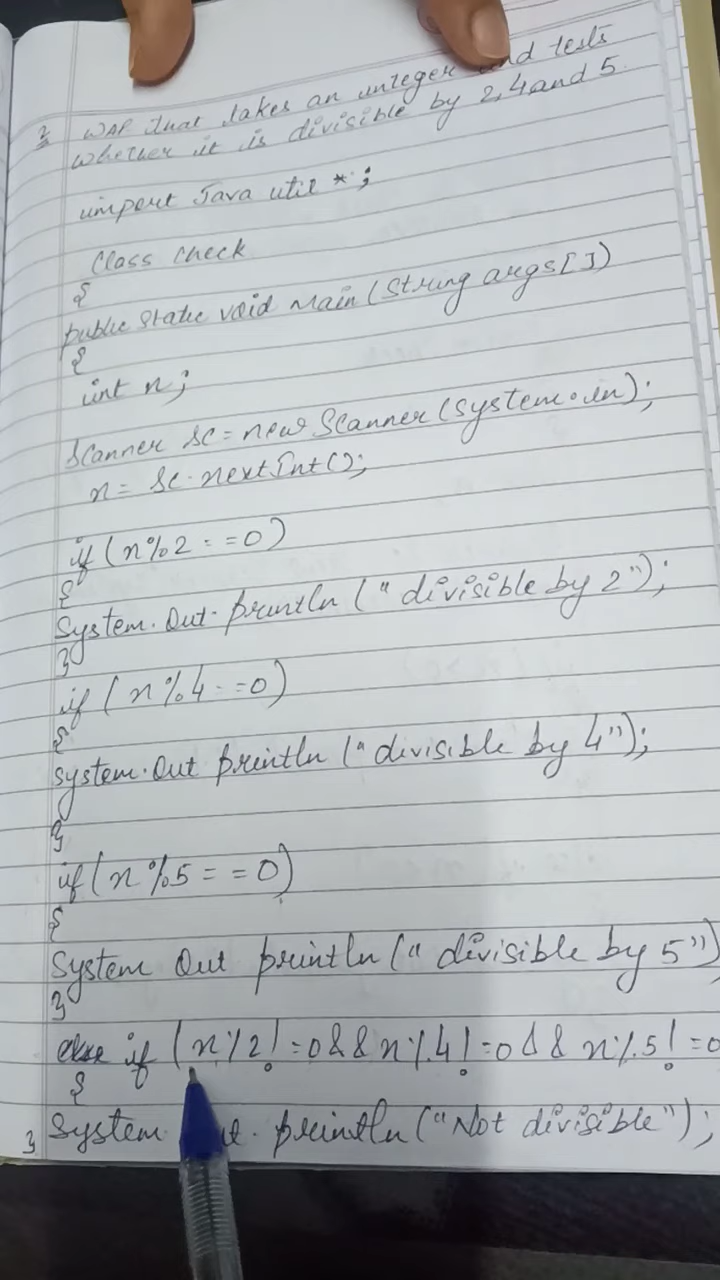 2 WAP that takes an integer and tests
whether it is divisible by 2, 4 and 5.
import Java util *;
Class Check
{
public static void main (String args[])
{
int n;
Scanner sc = new Scanner (System.in);
n = sc.nextInt();
if (n%2 = =0)
{
System.Out.println (" divisible by 2");
}
if (n%4 = =0)
{
System.Out println (" divisible by 4");
}
if (n%5 = =0)
{
System Out println (" divisible by 5")
}
else if (n%2! =0 && n%4! =0 && n%5! =0
{
System. println ("Not divisible");
}